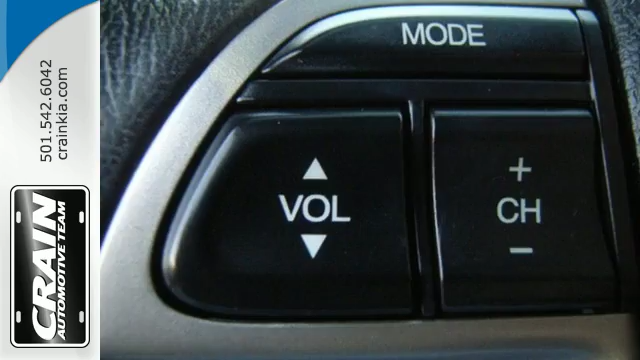 501.542.6042
crainkia.com
CRAIN
AUTOMOTIVE TEAM
MODE
▲
VOL
▼
+
CH
−